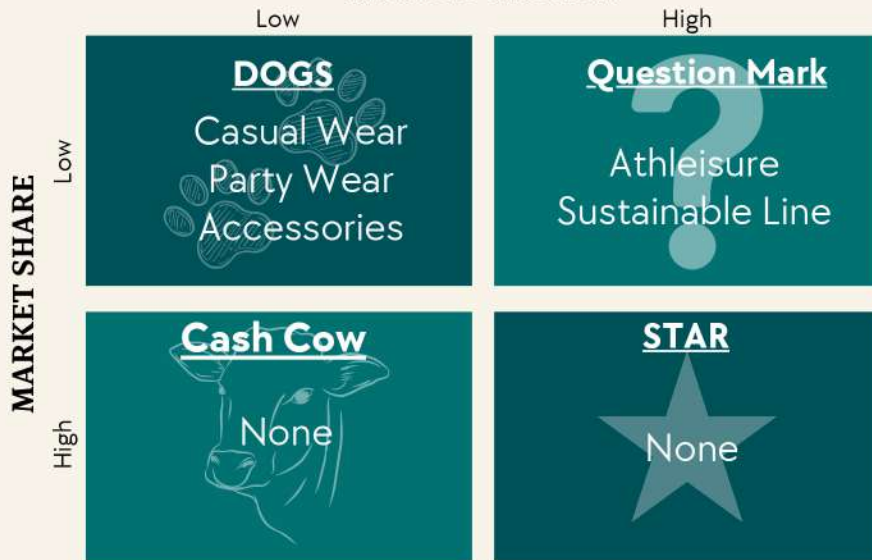 Low
High
DOGS
Casual Wear
Party Wear
Accessories
Question Mark
Athleisure
Sustainable Line
MARKET SHARE
Low
High
Cash Cow
None
STAR
None